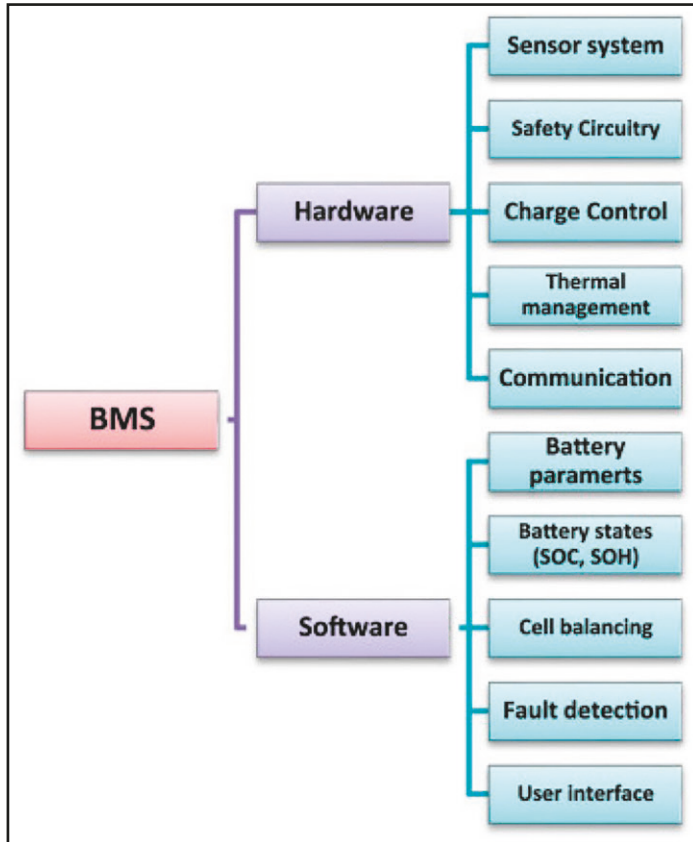 Sensor system
Safety Circuitry
Hardware
Charge Control
Thermal
management
Communication
BMS
Battery
paramerts
Battery states
(SOC, SOH)
Software
Cell balancing
Fault detection
User interface